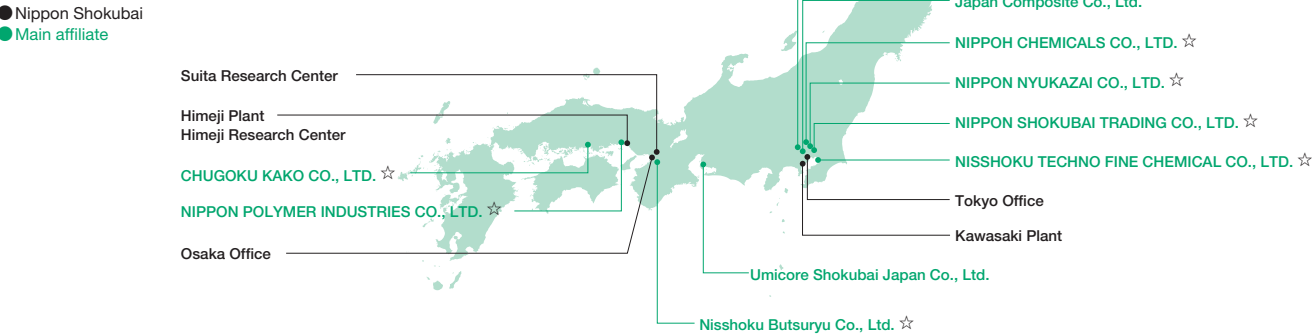 ●Nippon Shokubai
●Main affiliate
Suita Research Center
Himeji Plant
Himeji Research Center
CHUGOKU KAKO CO., LTD. ☆
NIPPON POLYMER INDUSTRIES CO., LTD. ☆
Osaka Office
Japan Composite Co., Ltd.
NIPPOH CHEMICALS CO., LTD. ☆
NIPPON NYUKAZAI CO., LTD. ☆
NIPPON SHOKUBAI TRADING CO., LTD. ☆
NISSHOKU TECHNO FINE CHEMICAL CO., LTD. ☆
Tokyo Office
Kawasaki Plant
Umicore Shokubai Japan Co., Ltd.
Nisshoku Butsuryu Co., Ltd. ☆